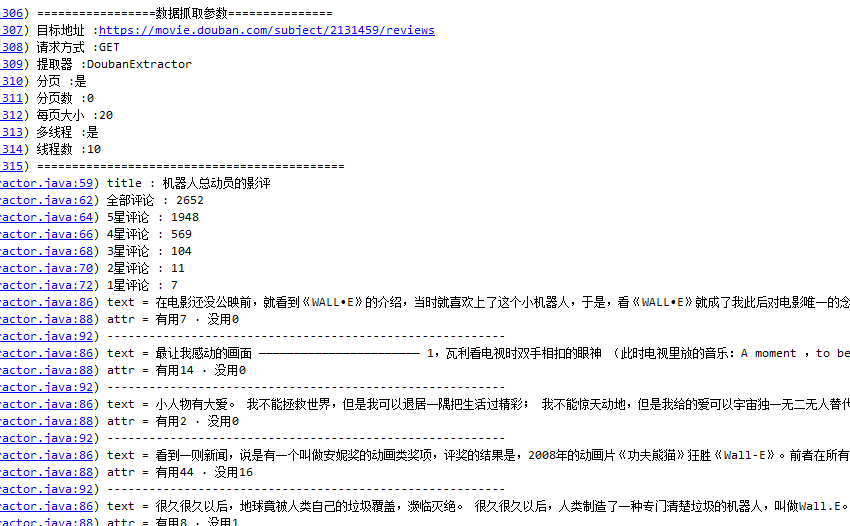 306) =================数据抓取参数===============
307) 目标地址 :https://movie.douban.com/subject/2131459/reviews
308) 请求方式 :GET
309) 提取器 :DoubanExtractor
310) 分页 :是
311) 分页数 :0
312) 每页大小 :20
313) 多线程 :是
314) 线程数 :10
315) ============================================
ractor.java:59) title : 机器人总动员的影评
ractor.java:62) 全部评论 : 2652
ractor.java:64) 5星评论 : 1948
ractor.java:66) 4星评论 : 569
ractor.java:68) 3星评论 : 104
ractor.java:70) 2星评论 : 11
ractor.java:72) 1星评论 : 7
ractor.java:86) text = 在电影还没公映前，就看到《WALL•E》的介绍，当时就喜欢上了这个小机器人，于是，看《WALL•E》就成了我此后对电影唯一的念
ractor.java:88) attr = 有用7 · 没用0
ractor.java:92) ---------------------------------------------------------
ractor.java:86) text = 最让我感动的画面 ─────────────────────── 1，瓦利看电视时双手相扣的眼神 （此时电视里放的音乐：A moment , to be
ractor.java:88) attr = 有用14 · 没用0
ractor.java:92) ---------------------------------------------------------
ractor.java:86) text = 小人物有大爱。 我不能拯救世界，但是我可以退居一隅把生活过精彩； 我不能惊天动地，但是我给的爱可以宇宙独一无二无人替代
ractor.java:88) attr = 有用2 · 没用0
ractor.java:92) ---------------------------------------------------------
ractor.java:86) text = 看到一则新闻，说是有一个叫做安妮奖的动画类奖项，评奖的结果是，2008年的动画片《功夫熊猫》狂胜《Wall-E》。前者在所有
ractor.java:88) attr = 有用44 · 没用16
ractor.java:92) ---------------------------------------------------------
ractor.java:86) text = 很久很久以后，地球竟被人类自己的垃圾覆盖，濒临灭绝。 很久很久以后，人类制造了一种专门清楚垃圾的机器人，叫做Wall.E。
ractor.java:88) attr = 有用8 · 没用1